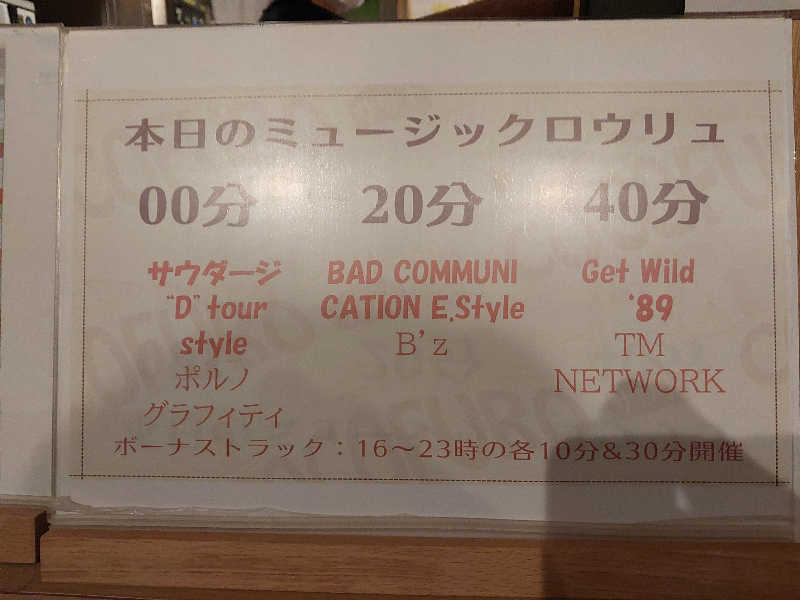 本日のミュージックロウリュ
00分 20分 40分
サウダージ BAD COMMUNI Get Wild
"D" tour CATION E.Style '89
style B'z TM
ポルノ NETWORK
グラフィティ
ボーナストラック：16〜23時の各10分&30分開催